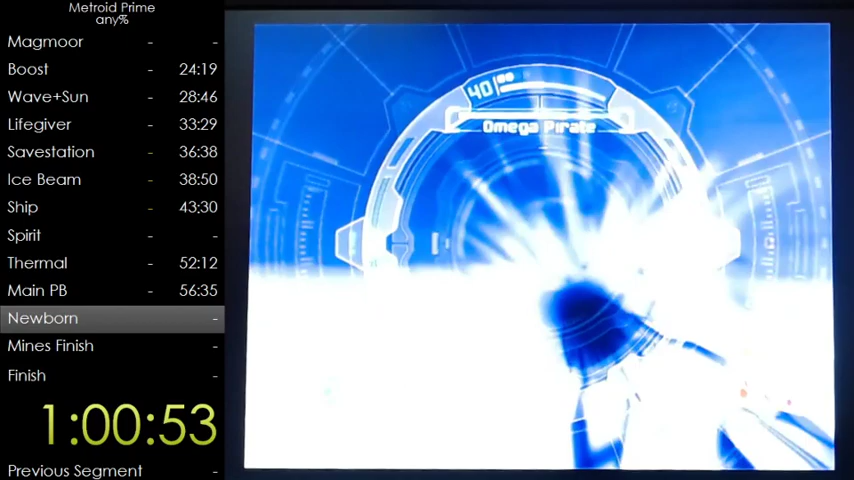 Metroid Prime
any%
Magmoor - -
Boost - 24:19
Wave+Sun - 28:46
Lifegiver - 33:29
Savestation - 36:38
Ice Beam - 38:50
Ship - 43:30
Spirit - -
Thermal - 52:12
Main PB - 56:35
Newborn -
Mines Finish -
Finish -
1:00:53
Previous Segment -
40
Omega Pirate